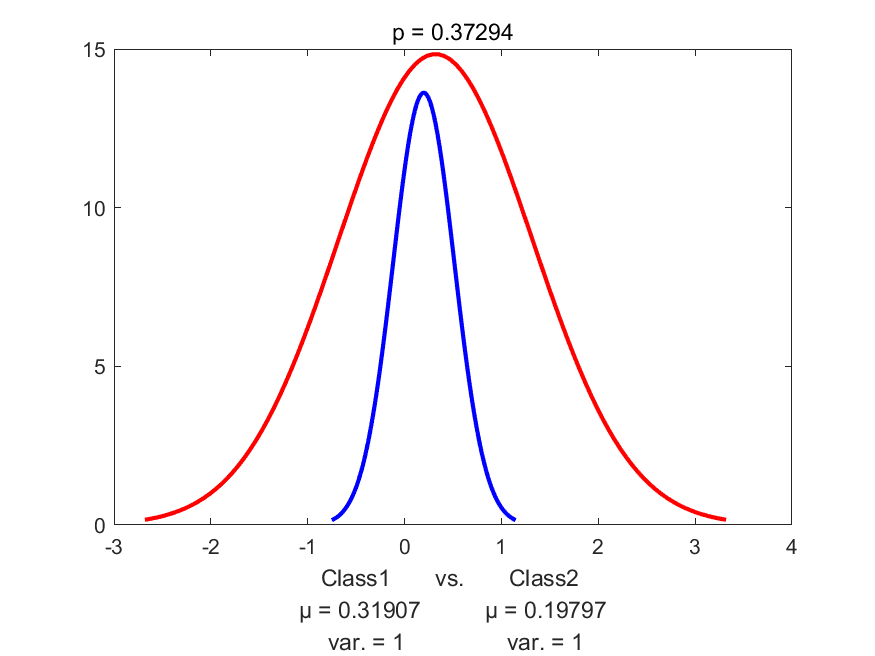 p = 0.37294
15
10
5
0
-3 -2 -1 0 1 2 3 4
Class1 vs. Class2
μ = 0.31907 μ = 0.19797
var. = 1 var. = 1